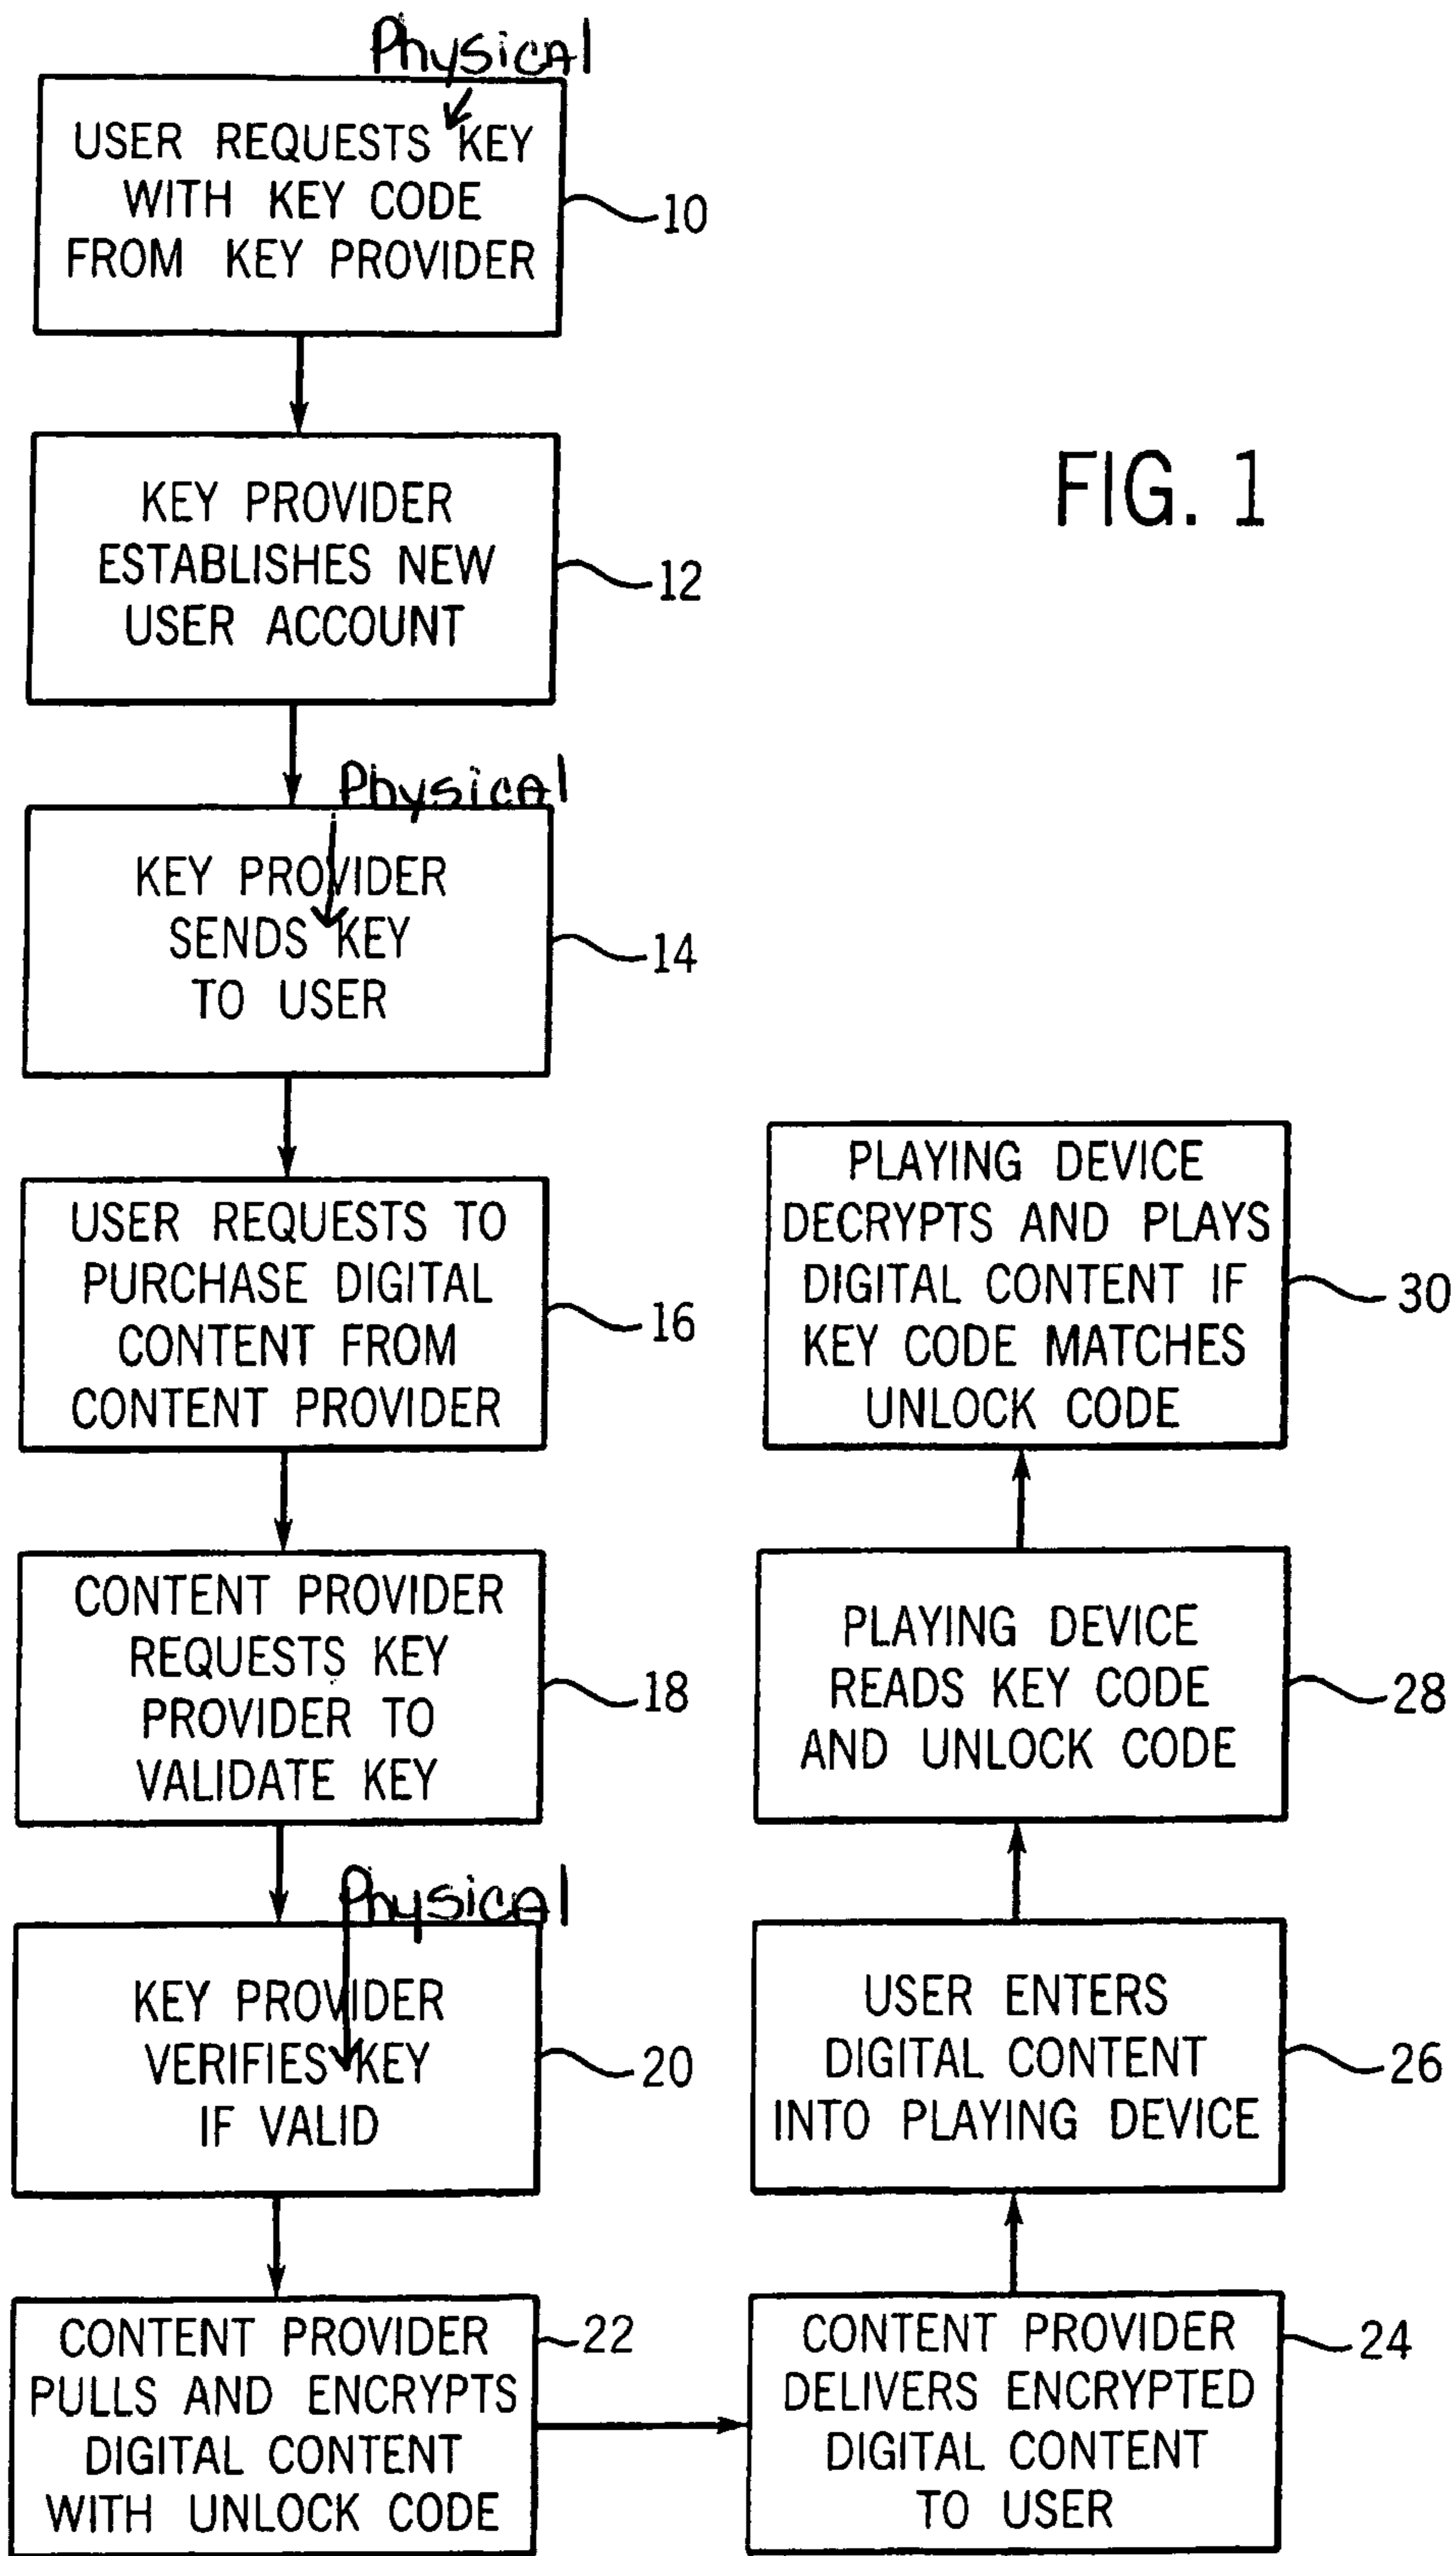 Physical
USER REQUESTS KEY
WITH KEY CODE
FROM KEY PROVIDER
10
KEY PROVIDER
ESTABLISHES NEW
USER ACCOUNT
12
FIG. 1
Physical
KEY PROVIDER
SENDS KEY
TO USER
14
USER REQUESTS TO
PURCHASE DIGITAL
CONTENT FROM
CONTENT PROVIDER
16
CONTENT PROVIDER
REQUESTS KEY
PROVIDER TO
VALIDATE KEY
18
Physical
KEY PROVIDER
VERIFIES KEY
IF VALID
20
CONTENT PROVIDER
PULLS AND ENCRYPTS
DIGITAL CONTENT
WITH UNLOCK CODE
22
CONTENT PROVIDER
DELIVERS ENCRYPTED
DIGITAL CONTENT
TO USER
24
USER ENTERS
DIGITAL CONTENT
INTO PLAYING DEVICE
26
PLAYING DEVICE
READS KEY CODE
AND UNLOCK CODE
28
PLAYING DEVICE
DECRYPTS AND PLAYS
DIGITAL CONTENT IF
KEY CODE MATCHES
UNLOCK CODE
30